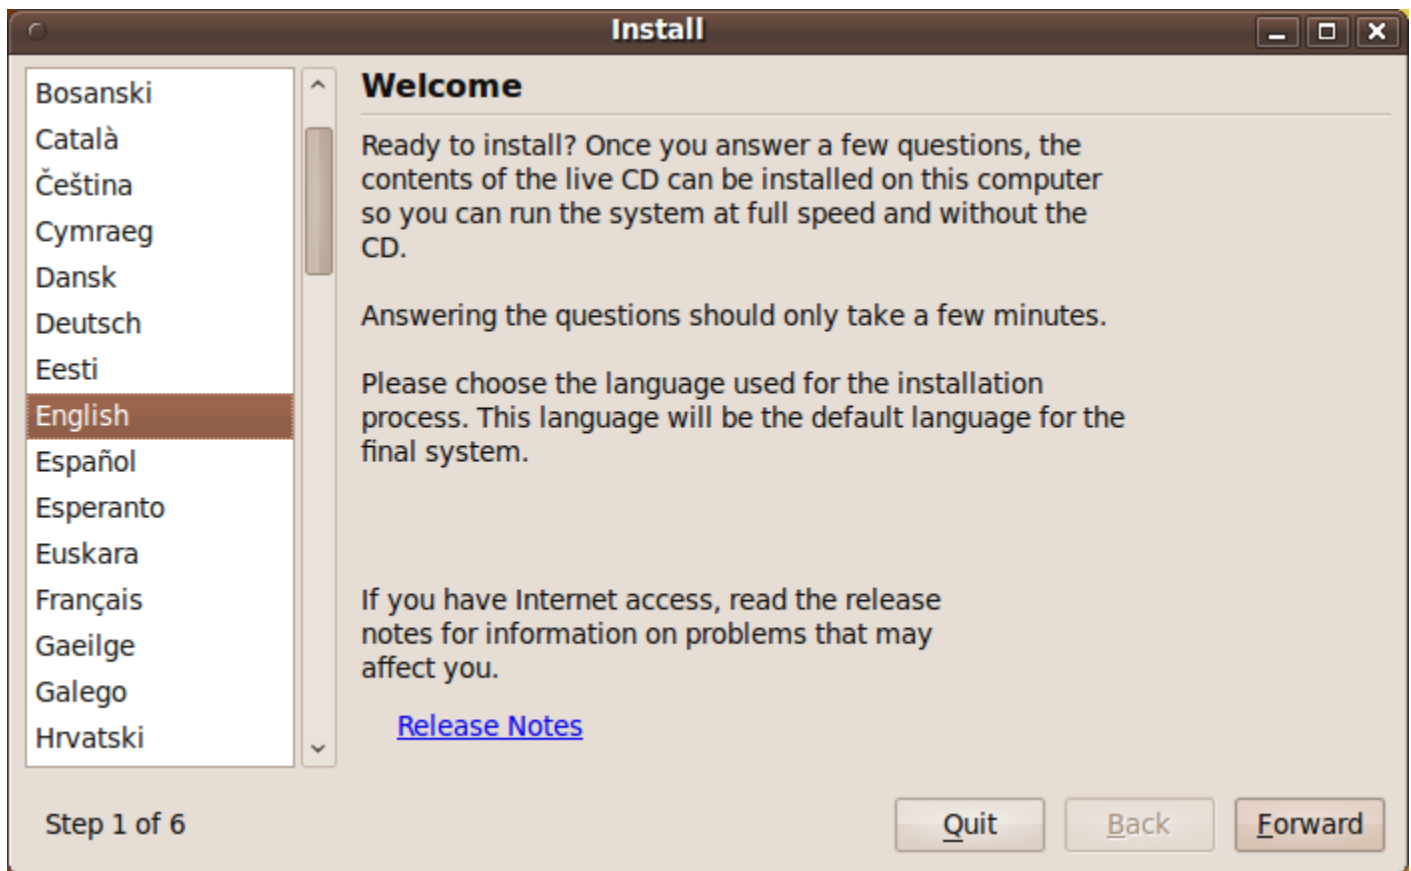 Install
Bosanski
Català
Čeština
Cymraeg
Dansk
Deutsch
Eesti
English
Español
Esperanto
Euskara
Français
Gaeilge
Galego
Hrvatski
Welcome
Ready to install? Once you answer a few questions, the
contents of the live CD can be installed on this computer
so you can run the system at full speed and without the
CD.
Answering the questions should only take a few minutes.
Please choose the language used for the installation
process. This language will be the default language for the
final system.
If you have Internet access, read the release
notes for information on problems that may
affect you.
Release Notes
Step 1 of 6
Quit
Back
Forward